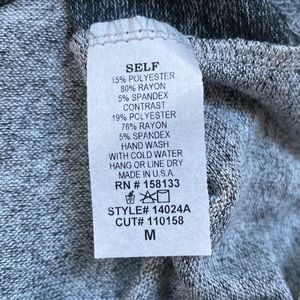 SELF
15% POLYESTER
80% RAYON
5% SPANDEX
CONTRAST
19% POLYESTER
76% RAYON
5% SPANDEX
HAND WASH
WITH COLD WATER
HANG OR LINE DRY
MADE IN U.S.A.
RN # 158133
STYLE# 14024A
CUT# 110158
M